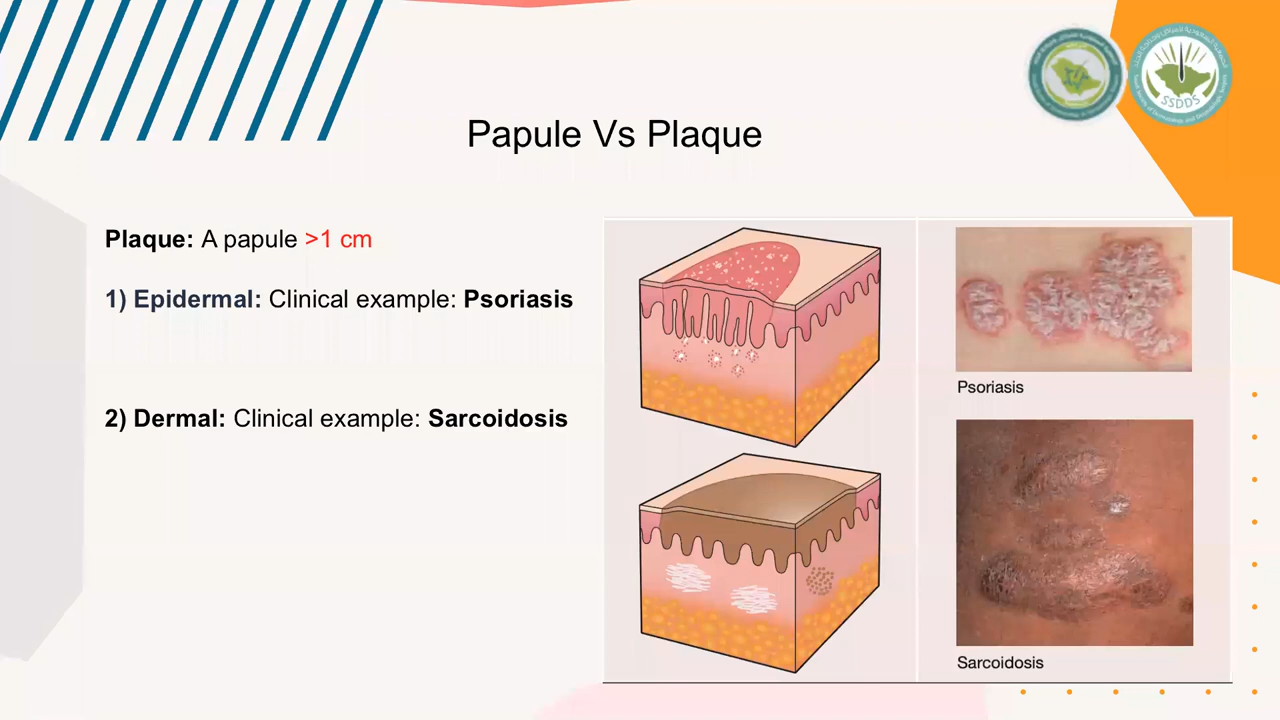 SSDDS
Papule Vs Plaque
Plaque: A papule >1 cm
1) Epidermal: Clinical example: Psoriasis
2) Dermal: Clinical example: Sarcoidosis
Psoriasis
Sarcoidosis